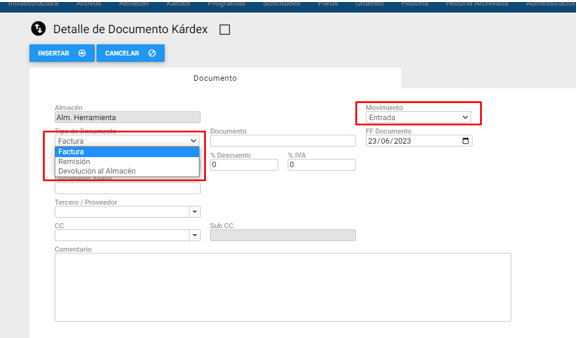 Infraestructura Activos Almacén Kárdex Programas Solicitudes Paros Órdenes Historia Historia Archivada Administración
Detalle de Documento Kárdex
INSERTAR CANCELAR
Documento
Almacén Movimiento
Alm. Herramienta Entrada
Tipo de Documento Documento FF Documento
Factura 23/06/2023
Factura % Descuento % IVA
Remisión 0 0
Devolución al Almacén
Documento Anexo
Tercero / Proveedor
CC Sub CC
Comentario